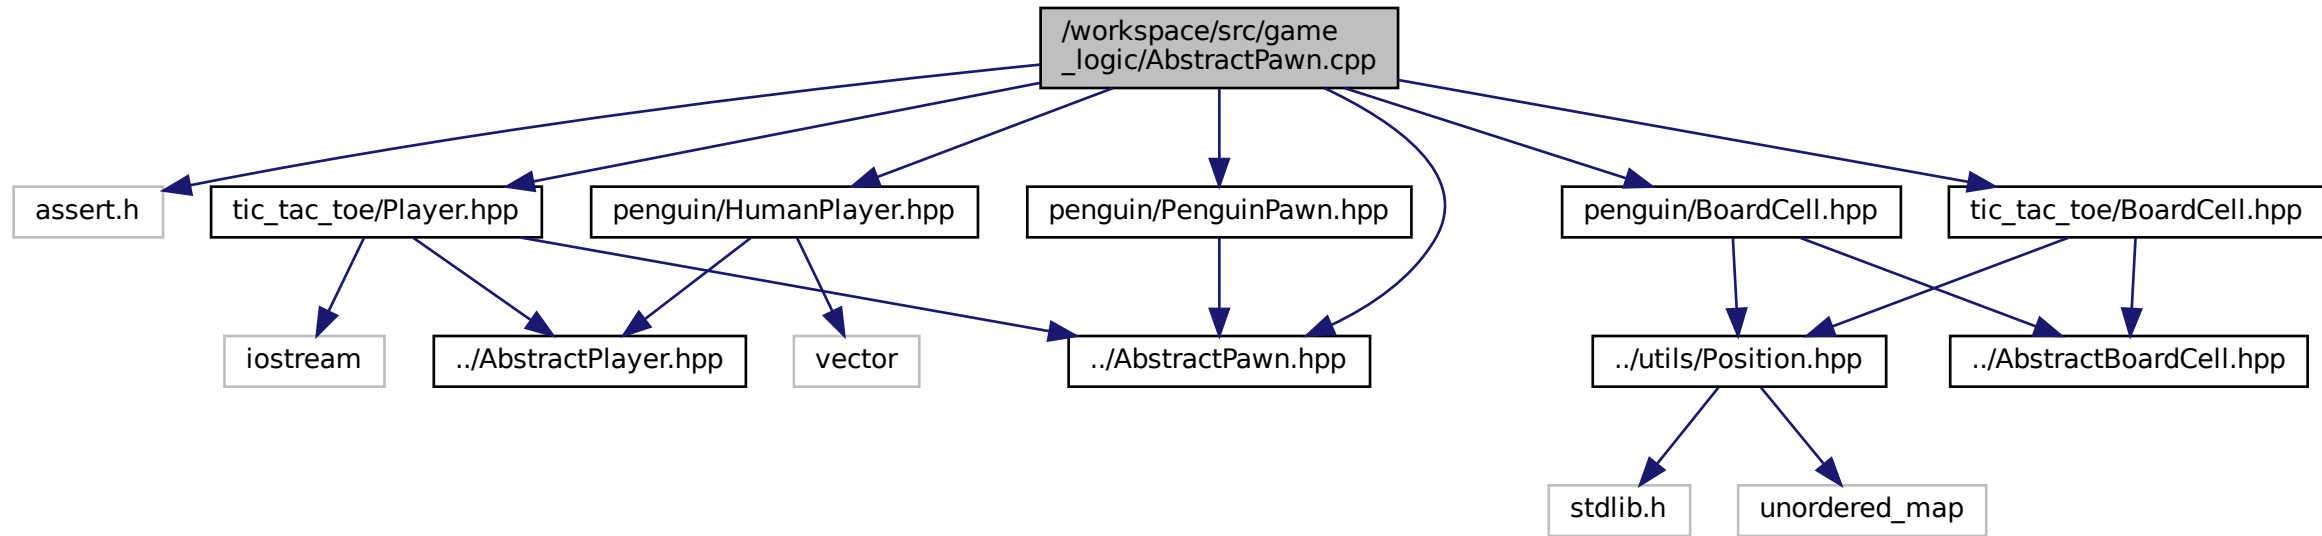 /workspace/src/game
_logic/AbstractPawn.cpp
assert.h
tic_tac_toe/Player.hpp
penguin/HumanPlayer.hpp
penguin/PenguinPawn.hpp
penguin/BoardCell.hpp
tic_tac_toe/BoardCell.hpp
iostream
../AbstractPlayer.hpp
vector
../AbstractPawn.hpp
../utils/Position.hpp
../AbstractBoardCell.hpp
stdlib.h
unordered_map